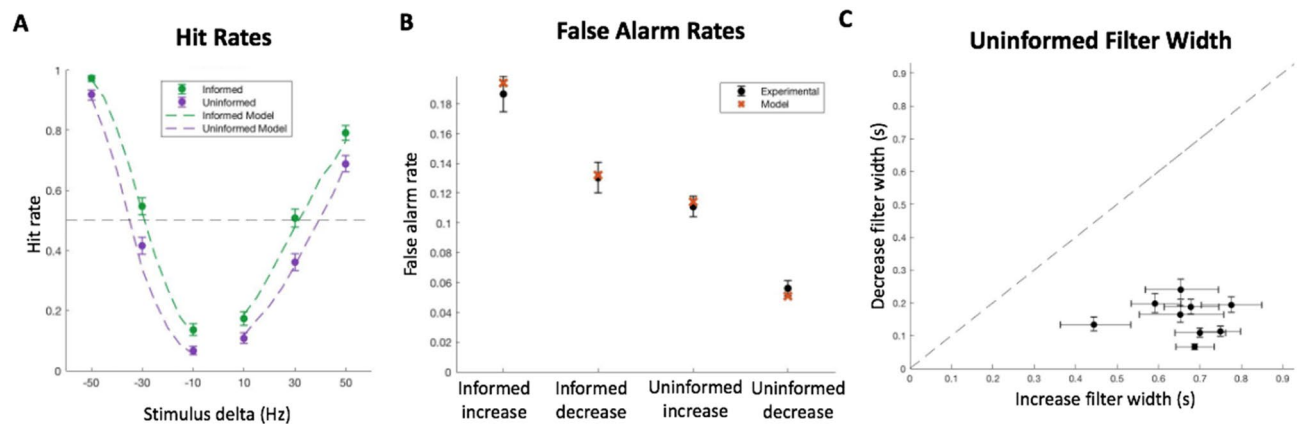 A
Hit Rates
1
0.8
0.6
0.4
0.2
0
Hit rate
Informed
Uninformed
Informed Model
Uninformed Model
-50
-30
-10
10
30
50
Stimulus delta (Hz)
B
False Alarm Rates
0.18
0.16
0.14
0.12
0.1
0.08
0.06
0.04
0.02
0
False alarm rate
Experimental
Model
Informed
increase
Informed
decrease
Uninformed
increase
Uninformed
decrease
C
Uninformed Filter Width
0.9
0.8
0.7
0.6
0.5
0.4
0.3
0.2
0.1
0
Decrease filter width (s)
0
0.1
0.2
0.3
0.4
0.5
0.6
0.7
0.8
0.9
Increase filter width (s)